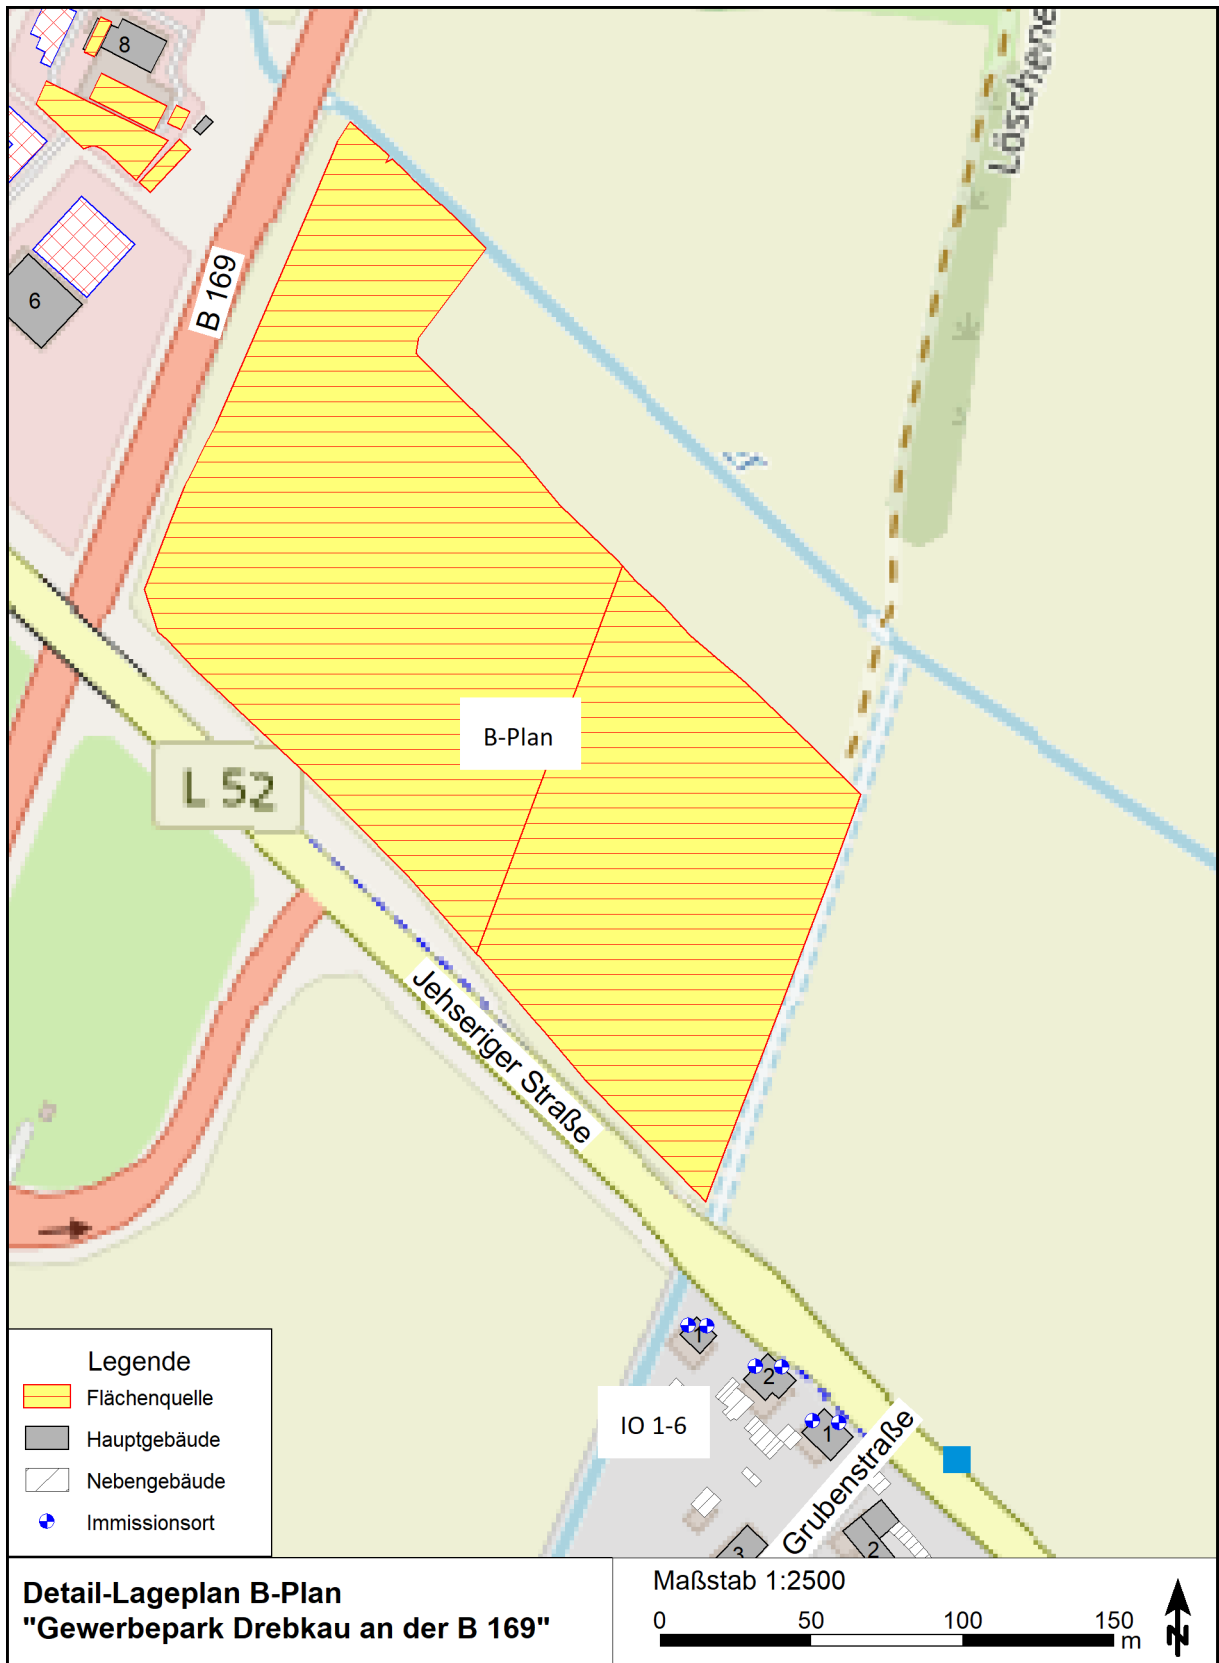 8
Löschene
6
B 169
B-Plan
L 52
Jehseriger Straße
1
2
1
IO 1-6
Grubenstraße
3
2
Legende
Flächenquelle
Hauptgebäude
Nebengebäude
Immissionsort
Detail-Lageplan B-Plan
"Gewerbepark Drebkau an der B 169"
Maßstab 1:2500
0 50 100 150
m
N